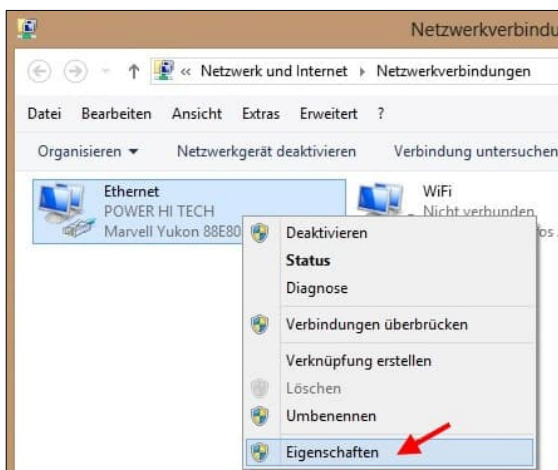 Netzwerkverbindu
« Netzwerk und Internet ▸ Netzwerkverbindungen
Datei Bearbeiten Ansicht Extras Erweitert ?
Organisieren ▾ Netzwerkgerät deaktivieren Verbindung untersuchen
Ethernet
POWER HI TECH
Marvell Yukon 88E80
WiFi
Nicht verbunden
Deaktivieren
Status
Diagnose
Verbindungen überbrücken
Verknüpfung erstellen
Löschen
Umbenennen
Eigenschaften